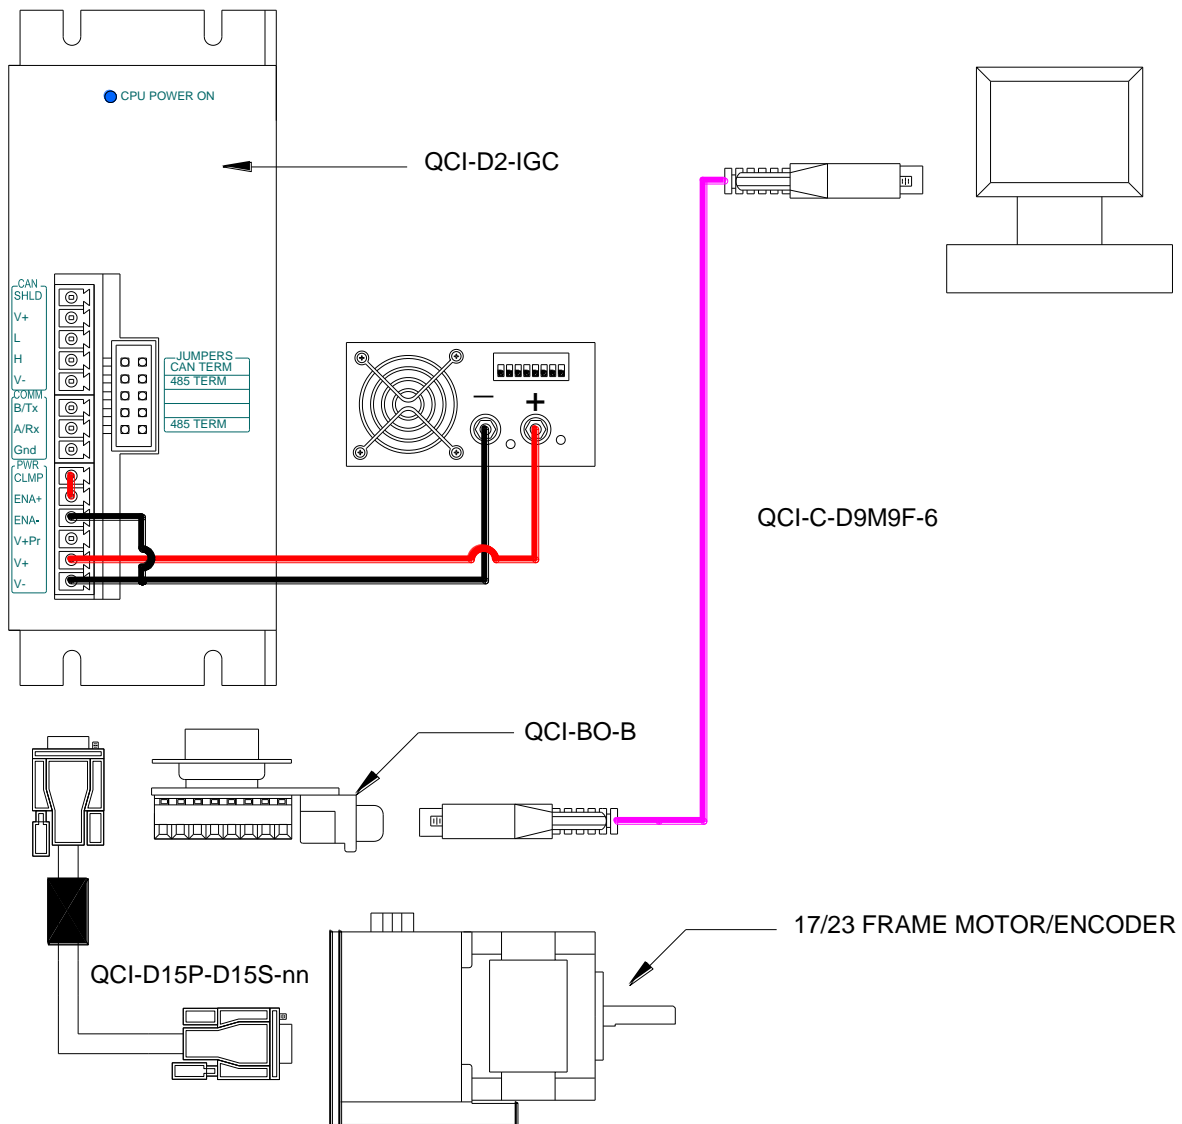 CPU POWER ON
QCI-D2-IGC
CAN
SHLD
V+
L
H
V-
JUMPERS
CAN TERM
485 TERM
485 TERM
COMM
B/Tx
A/Rx
Gnd
PWR
CLMP
ENA+
ENA-
V+Pr
V+
V-
— +
QCI-C-D9M9F-6
QCI-BO-B
17/23 FRAME MOTOR/ENCODER
QCI-D15P-D15S-nn